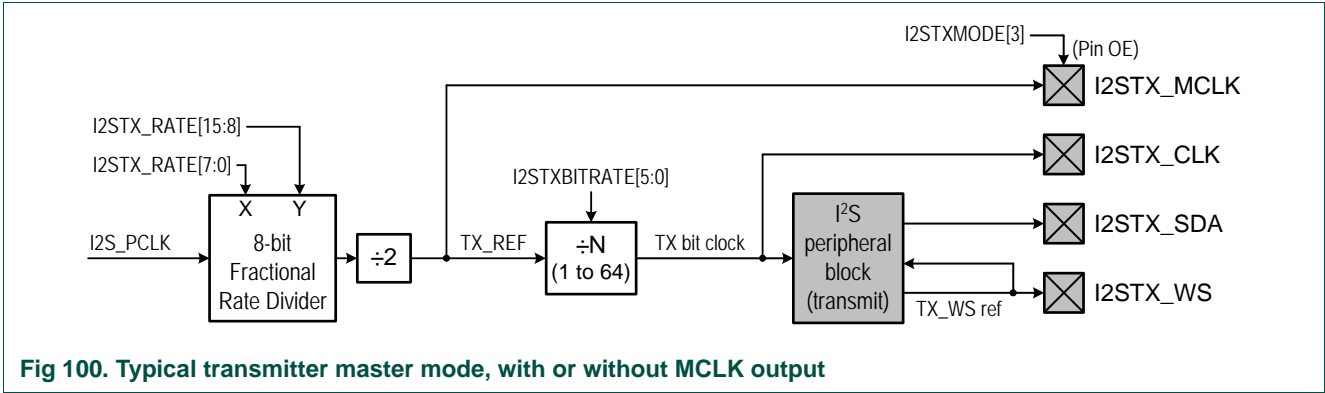 I2STXMODE[3]
(Pin OE)
I2STX_MCLK
I2STX_RATE[15:8]
I2STX_RATE[7:0]
I2STX_CLK
I2STXBITRATE[5:0]
X Y
I2S_PCLK
8-bit
Fractional
Rate Divider
÷2
TX_REF
÷N
(1 to 64)
TX bit clock
I²S
peripheral
block
(transmit)
I2STX_SDA
TX_WS ref
I2STX_WS
Fig 100. Typical transmitter master mode, with or without MCLK output